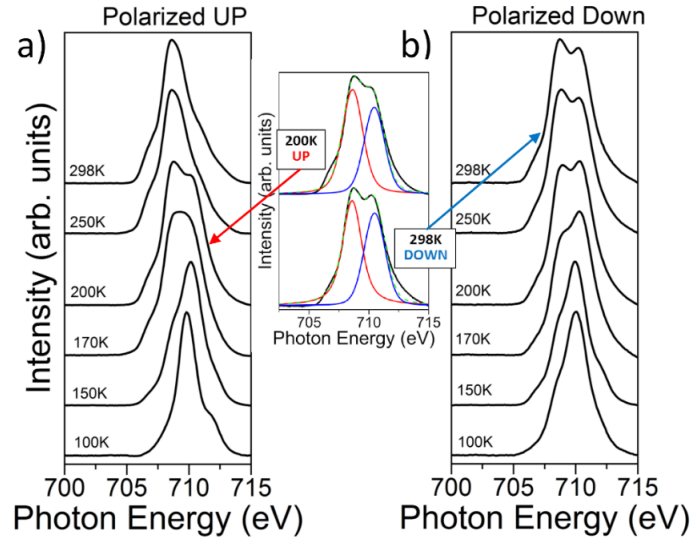 a)
Polarized UP
Intensity (arb. units)
298K
250K
200K
170K
150K
100K
700 705 710 715
Photon Energy (eV)
Intensity (arb. units)
200K
UP
298K
DOWN
705 710 715
Photon Energy (eV)
b)
Polarized Down
298K
250K
200K
170K
150K
100K
700 705 710 715
Photon Energy (eV)